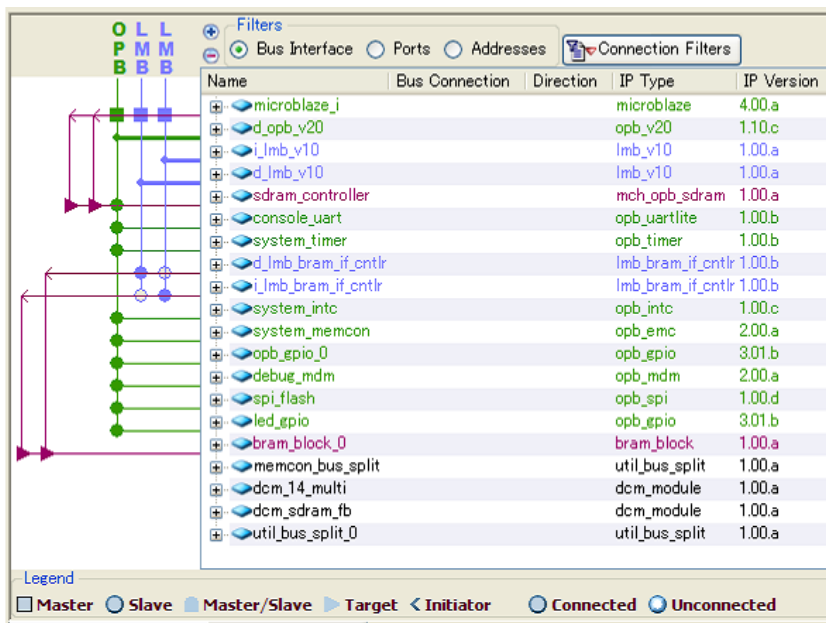 OPB LMB LMB
Filters
Bus Interface Ports Addresses Connection Filters
Name Bus Connection Direction IP Type IP Version
microblaze_i microblaze 4.00.a
d_opb_v20 opb_v20 1.10.c
i_lmb_v10 lmb_v10 1.00.a
d_lmb_v10 lmb_v10 1.00.a
sdram_controller mch_opb_sdram 1.00.a
console_uart opb_uartlite 1.00.b
system_timer opb_timer 1.00.b
d_lmb_bram_if_cntlr lmb_bram_if_cntlr 1.00.b
i_lmb_bram_if_cntlr lmb_bram_if_cntlr 1.00.b
system_intc opb_intc 1.00.c
system_memcon opb_emc 2.00.a
opb_gpio_0 opb_gpio 3.01.b
debug_mdm opb_mdm 2.00.a
spi_flash opb_spi 1.00.d
led_gpio opb_gpio 3.01.b
bram_block_0 bram_block 1.00.a
memcon_bus_split util_bus_split 1.00.a
dcm_14_multi dcm_module 1.00.a
dcm_sdram_fb dcm_module 1.00.a
util_bus_split_0 util_bus_split 1.00.a
Legend
Master Slave Master/Slave Target Initiator Connected Unconnected